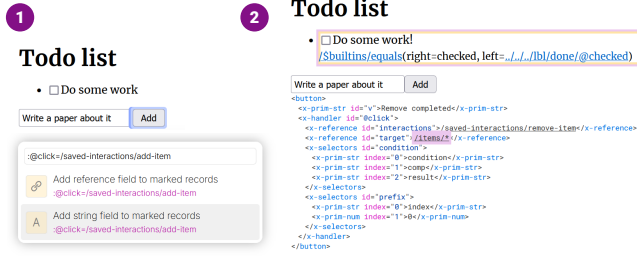 1
Todo list
Do some work
Write a paper about it Add
:@click=/saved-interactions/add-item
Add reference field to marked records
:@click=/saved-interactions/add-item
A
Add string field to marked records
:@click=/saved-interactions/add-item
2
Todo list
Do some work!
/$builtins/equals(right=checked, left=../../../lbl/done/@checked)
Write a paper about it Add
<button>
<x-prim-str id="v">Remove completed</x-prim-str>
<x-handler id="@click">
<x-reference id="interactions">/saved-interactions/remove-item</x-reference>
<x-reference id="target">/items/*</x-reference>
<x-selectors id="condition">
<x-prim-str index="0">condition</x-prim-str>
<x-prim-str index="1">comp</x-prim-str>
<x-prim-str index="2">result</x-prim-str>
</x-selectors>
<x-selectors id="prefix">
<x-prim-str index="0">index</x-prim-str>
<x-prim-num index="1">0</x-prim-num>
</x-selectors>
</x-handler>
</button>